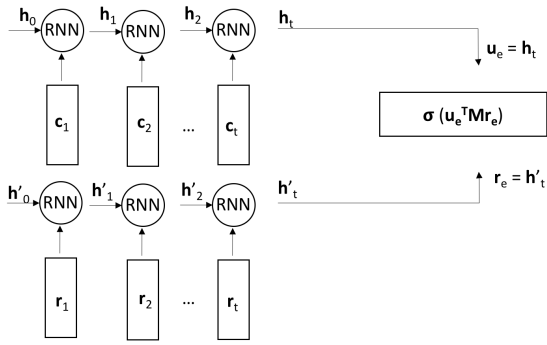 h₀ h₁ h₂ hₜ
RNN RNN RNN
uₑ = hₜ
c₁ c₂ ... cₜ
σ (uₑᵀMrₑ)
h'₀ h'₁ h'₂ h'ₜ
RNN RNN RNN
rₑ = h'ₜ
r₁ r₂ ... rₜ